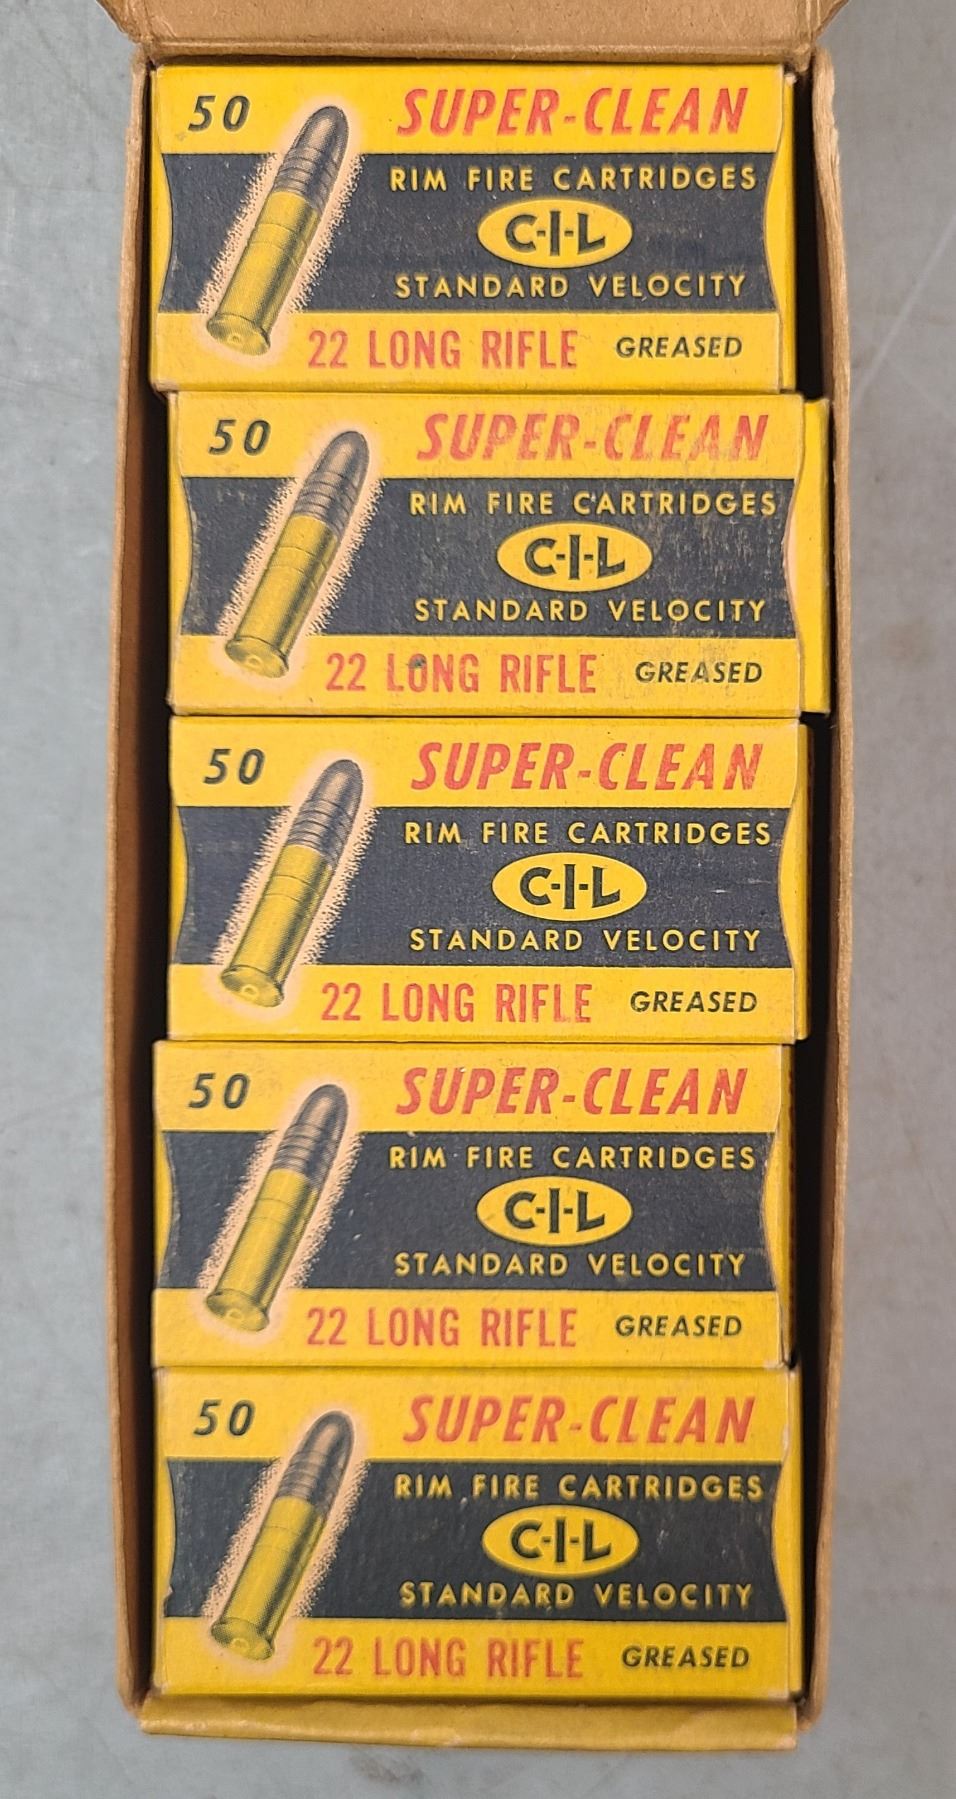 50 SUPER-CLEAN
RIM FIRE CARTRIDGES
C-I-L
STANDARD VELOCITY
22 LONG RIFLE GREASED
50 SUPER-CLEAN
RIM FIRE CARTRIDGES
C-I-L
STANDARD VELOCITY
22 LONG RIFLE GREASED
50 SUPER-CLEAN
RIM FIRE CARTRIDGES
C-I-L
STANDARD VELOCITY
22 LONG RIFLE GREASED
50 SUPER-CLEAN
RIM FIRE CARTRIDGES
C-I-L
STANDARD VELOCITY
22 LONG RIFLE GREASED
50 SUPER-CLEAN
RIM FIRE CARTRIDGES
C-I-L
STANDARD VELOCITY
22 LONG RIFLE GREASED